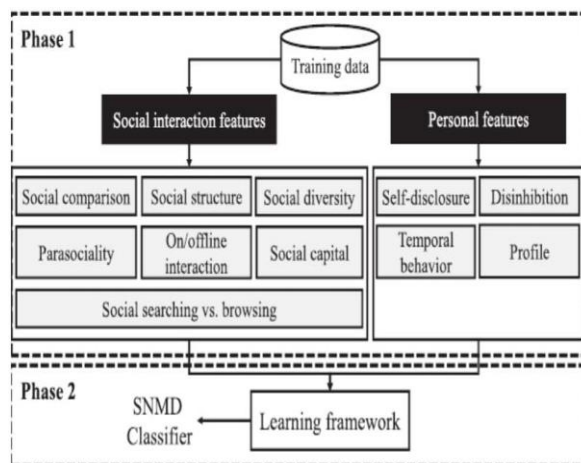 Phase 1
Training data
Social interaction features
Personal features
Social comparison
Social structure
Social diversity
Self-disclosure
Disinhibition
Parasociality
On/offline
interaction
Social capital
Temporal
behavior
Profile
Social searching vs. browsing
Phase 2
SNMD
Classifier
Learning framework